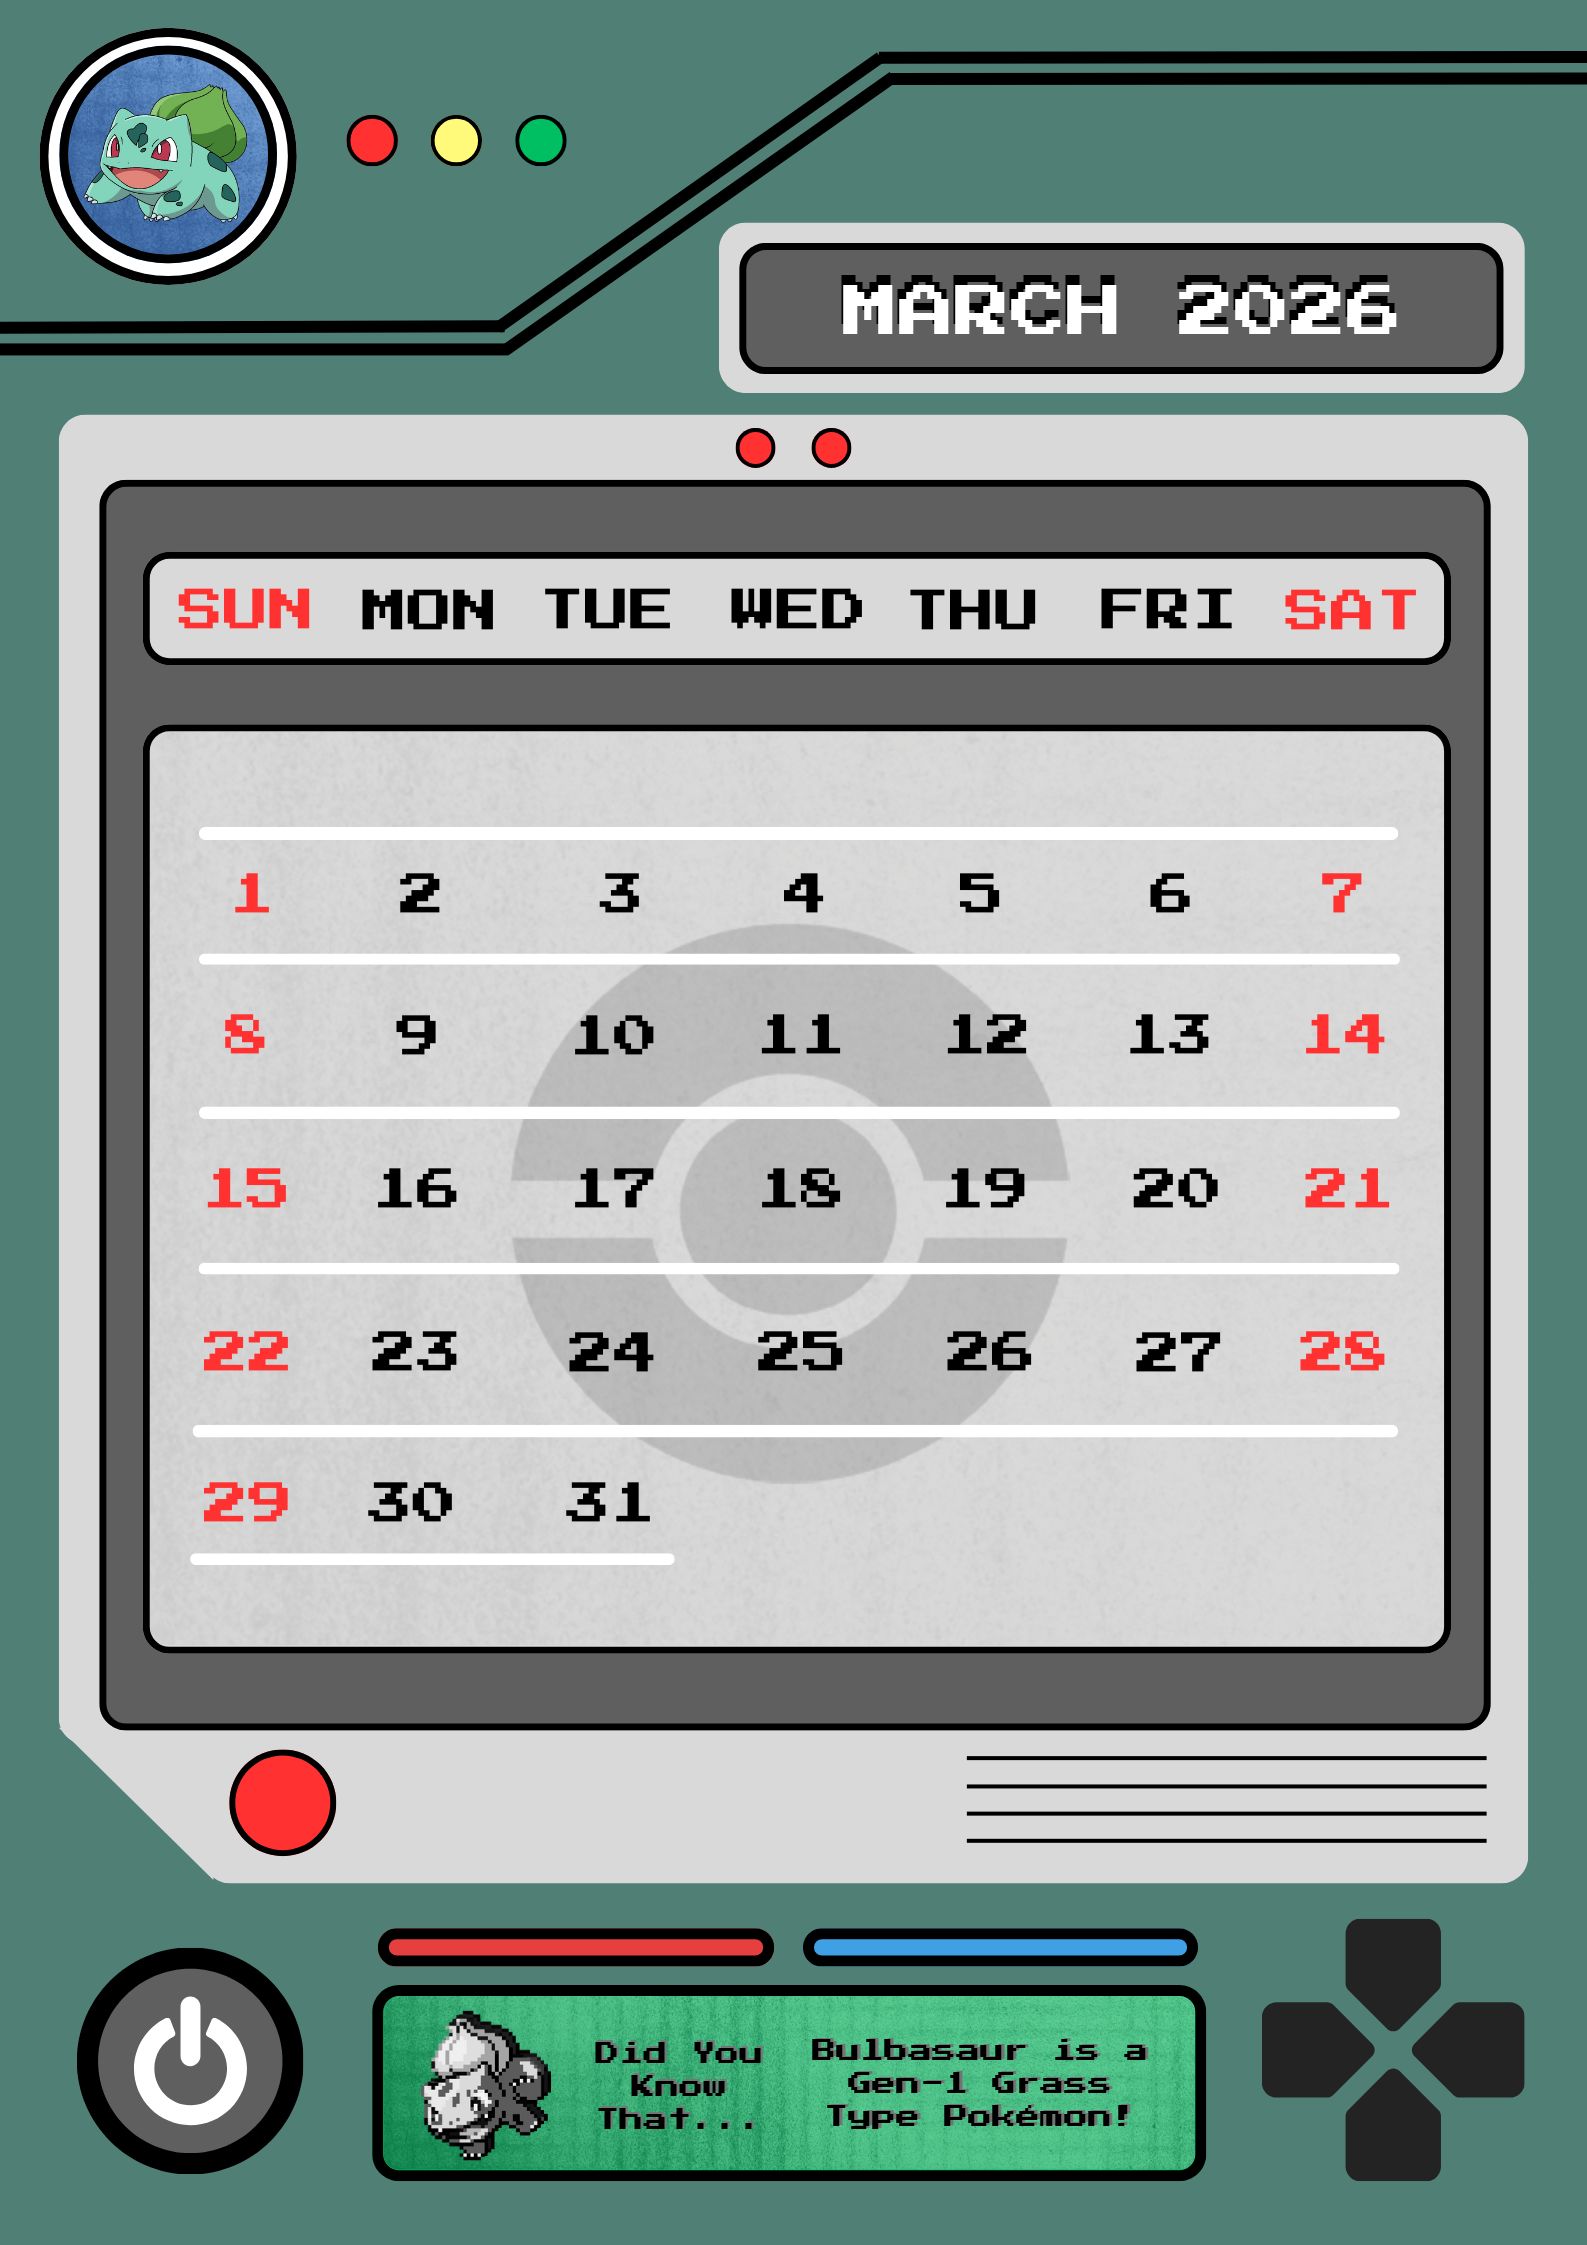 MARCH 2026
SUN MON TUE WED THU FRI SAT
1 2 3 4 5 6 7
8 9 10 11 12 13 14
15 16 17 18 19 20 21
22 23 24 25 26 27 28
29 30 31
Did You
Know
That...
Bulbasaur is a
Gen-1 Grass
Type Pokémon!